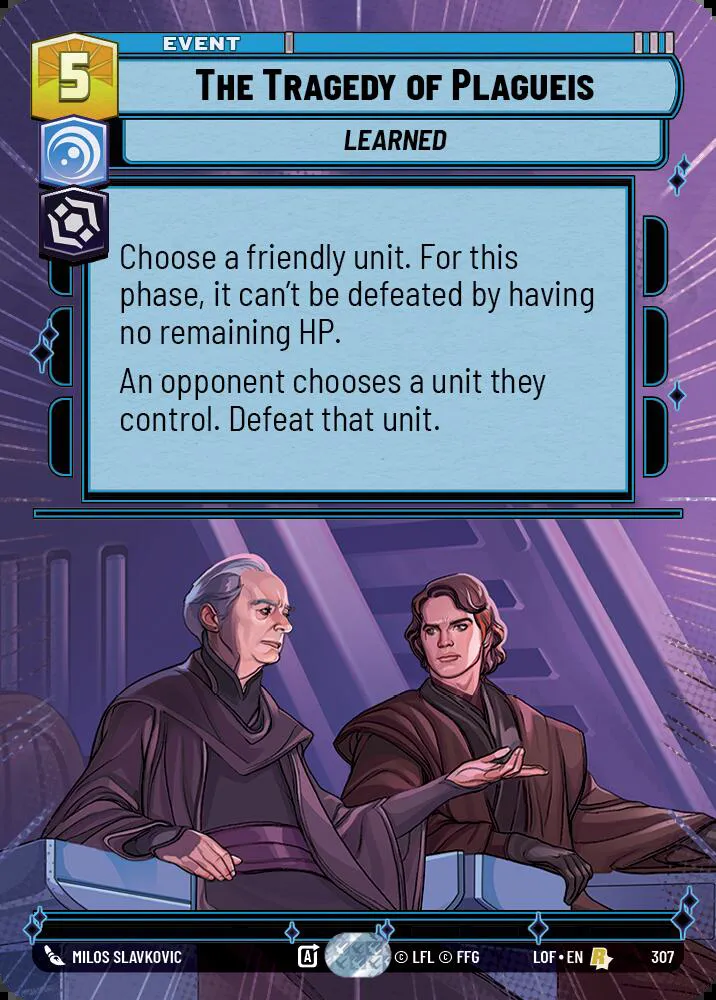 EVENT
5
THE TRAGEDY OF PLAGUEIS
LEARNED
Choose a friendly unit. For this
phase, it can't be defeated by having
no remaining HP.
An opponent chooses a unit they
control. Defeat that unit.
MILOS SLAVKOVIC A © LFL © FFG LOF • EN R 307